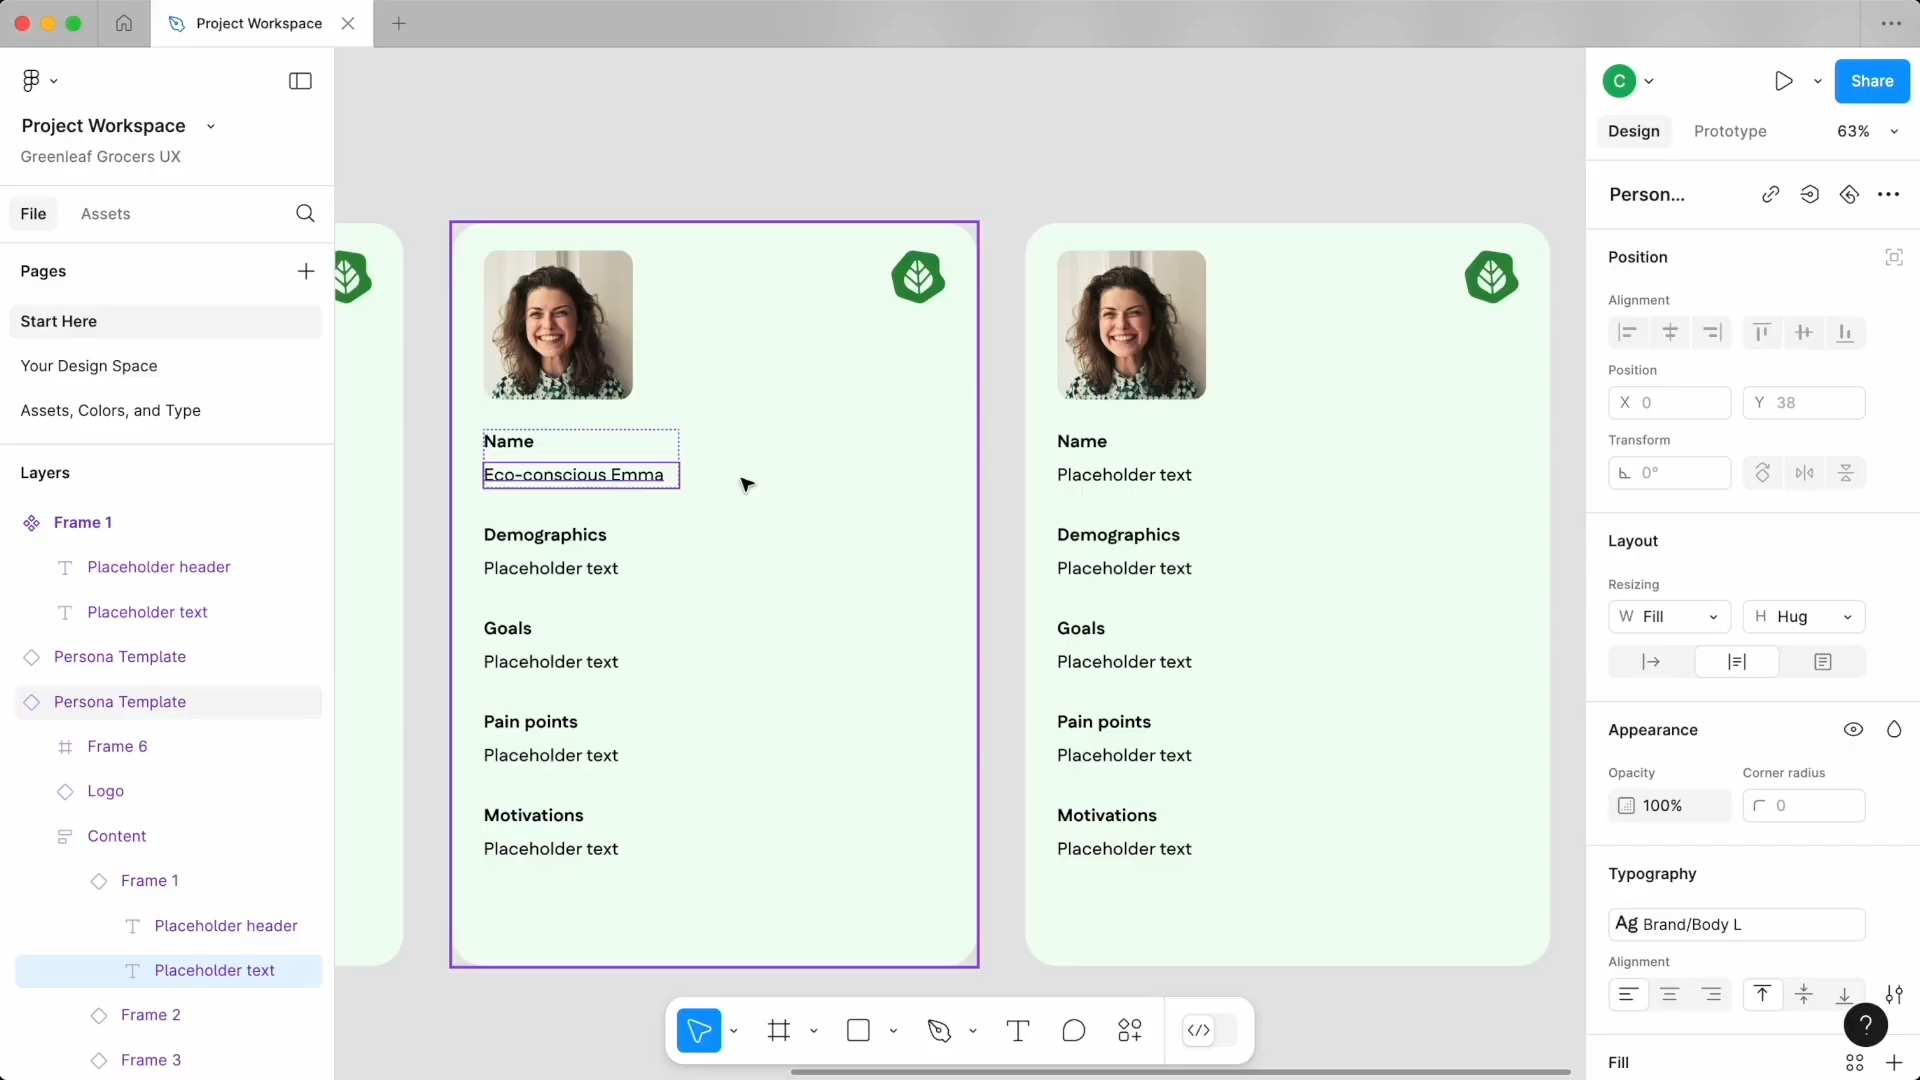 Project Workspace
Project Workspace
Greenleaf Grocers UX
File
Assets
Pages
Start Here
Your Design Space
Assets, Colors, and Type
Layers
Frame 1
Placeholder header
Placeholder text
Persona Template
Persona Template
Frame 6
Logo
Content
Frame 1
Placeholder header
Placeholder text
Frame 2
Frame 3
Name
Eco-conscious Emma
Demographics
Placeholder text
Goals
Placeholder text
Pain points
Placeholder text
Motivations
Placeholder text
Name
Placeholder text
Demographics
Placeholder text
Goals
Placeholder text
Pain points
Placeholder text
Motivations
Placeholder text
C
Share
Design
Prototype
63%
Person...
Position
Alignment
Position
X 0
Y 38
Transform
0°
Layout
Resizing
W Fill
H Hug
Appearance
Opacity
Corner radius
100%
0
Typography
Ag Brand/Body L
Alignment
?
Fill